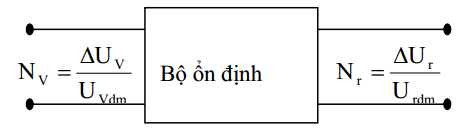 N_V = ΔU_V / U_Vdm
Bộ ổn định
N_r = ΔU_r / U_rdm